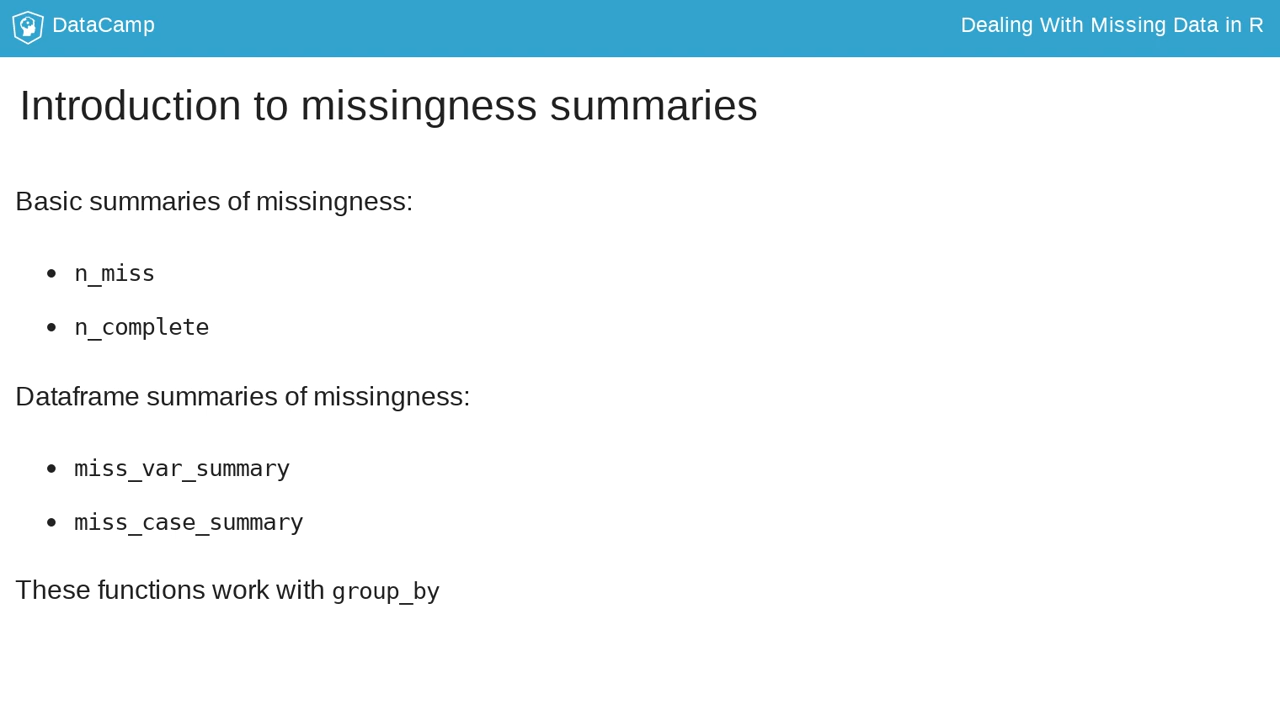 DataCamp
Dealing With Missing Data in R
Introduction to missingness summaries
Basic summaries of missingness:
n_miss
n_complete
Dataframe summaries of missingness:
miss_var_summary
miss_case_summary
These functions work with group_by